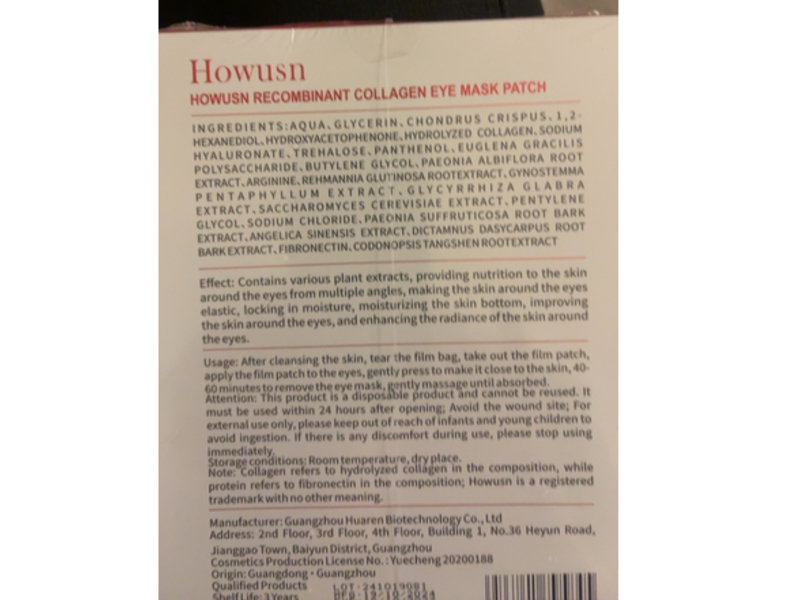 Howusn
HOWUSN RECOMBINANT COLLAGEN EYE MASK PATCH
INGREDIENTS:AQUA、GLYCERIN、CHONDRUS CRISPUS、1,2-
HEXANEDIOL、HYDROXYACETOPHENONE、HYDROLYZED COLLAGEN、SODIUM
HYALURONATE、TREHALOSE、PANTHENOL、EUGLENA GRACILIS
POLYSACCHARIDE、BUTYLENE GLYCOL、PAEONIA ALBIFLORA ROOT
EXTRACT、ARGININE、REHMANNIA GLUTINOSA ROOTEXTRACT、GYNOSTEMMA
PENTAPHYLLUM EXTRACT、GLYCYRRHIZA GLABRA
EXTRACT、SACCHAROMYCES CEREVISIAE EXTRACT、PENTYLENE
GLYCOL、SODIUM CHLORIDE、PAEONIA SUFFRUTICOSA ROOT BARK
EXTRACT、ANGELICA SINENSIS EXTRACT、DICTAMNUS DASYCARPUS ROOT
BARK EXTRACT、FIBRONECTIN、CODONOPSIS TANGSHEN ROOTEXTRACT
Effect: Contains various plant extracts, providing nutrition to the skin
around the eyes from multiple angles, making the skin around the eyes
elastic, locking in moisture, moisturizing the skin bottom, improving
the skin around the eyes, and enhancing the radiance of the skin around
the eyes.
Usage: After cleansing the skin, tear the film bag, take out the film patch,
apply the film patch to the eyes, gently press to make it close to the skin, 40-
60 minutes to remove the eye mask, gently massage until absorbed.
Attention: This product is a disposable product and cannot be reused. It
must be used within 24 hours after opening; Avoid the wound site; For
external use only, please keep out of reach of infants and young children to
avoid ingestion. If there is any discomfort during use, please stop using
immediately.
Storage conditions: Room temperature, dry place.
Note: Collagen refers to hydrolyzed collagen in the composition, while
protein refers to fibronectin in the composition; Howusn is a registered
trademark with no other meaning.
Manufacturer: Guangzhou Huaren Biotechnology Co., Ltd
Address: 2nd Floor, 3rd Floor, 4th Floor, Building 1, No.36 Heyun Road,
Jianggao Town, Baiyun District, Guangzhou
Cosmetics Production License No.: Yuecheng 20200188
Origin: Guangdong · Guangzhou
Qualified Products LOT:241019081
Shelf Life: 3 Years